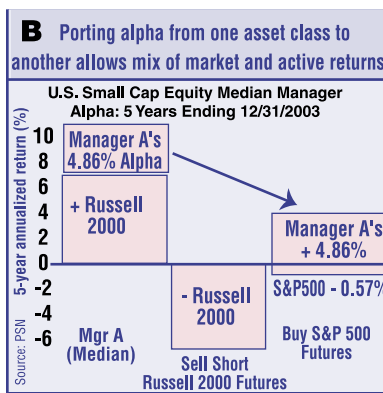 B Porting alpha from one asset class to
another allows mix of market and active returns
U.S. Small Cap Equity Median Manager
Alpha: 5 Years Ending 12/31/2003
5-year annualized return (%)
10
8
6
4
2
0
-2
-4
-6
Manager A's
4.86% Alpha
+ Russell
2000
- Russell
2000
Manager A's
+ 4.86%
S&P500 - 0.57%
Mgr A
(Median)
Sell Short
Russell 2000 Futures
Buy S&P 500
Futures
Source: PSN